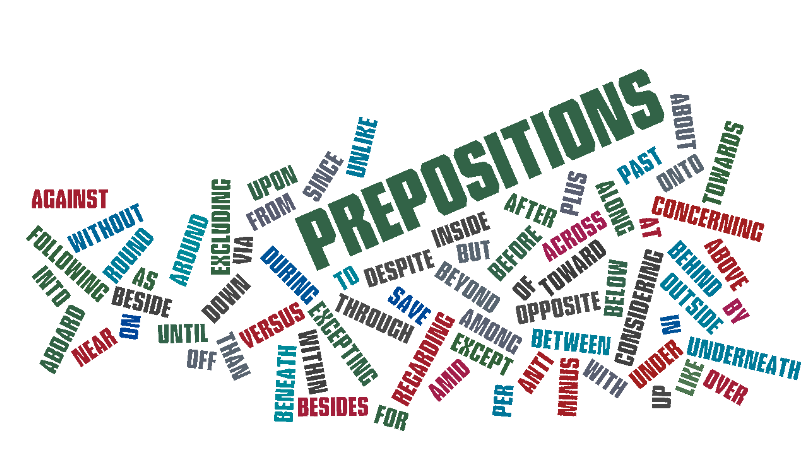 PREPOSITIONS
ABOUT
UNLIKE
TOWARDS
PAST
ONTO
SINCE
UPON
FROM
EXCLUDING
VIA
PLUS
ALONG
AGAINST
WITHOUT
FOLLOWING
ROUND
AROUND
AFTER
CONCERNING
AT
ACROSS
INSIDE
BUT
BEFORE
DESPITE
TO
DURING
INTO
AS
BESIDE
DOWN
BEYOND
OF
TOWARD
OPPOSITE
BELOW
CONSIDERING
BEHIND
ABOVE
OUTSIDE
BY
ABOARD
NEAR
ON
UNTIL
OFF
THAN
VERSUS
EXCEPTING
THROUGH
SAVE
REGARDING
AMONG
EXCEPT
BETWEEN
IN
UNDERNEATH
UNDER
BENEATH
WITHIN
BESIDES
FOR
AMID
PER
ANTI
MINUS
WITH
UP
LIKE
OVER